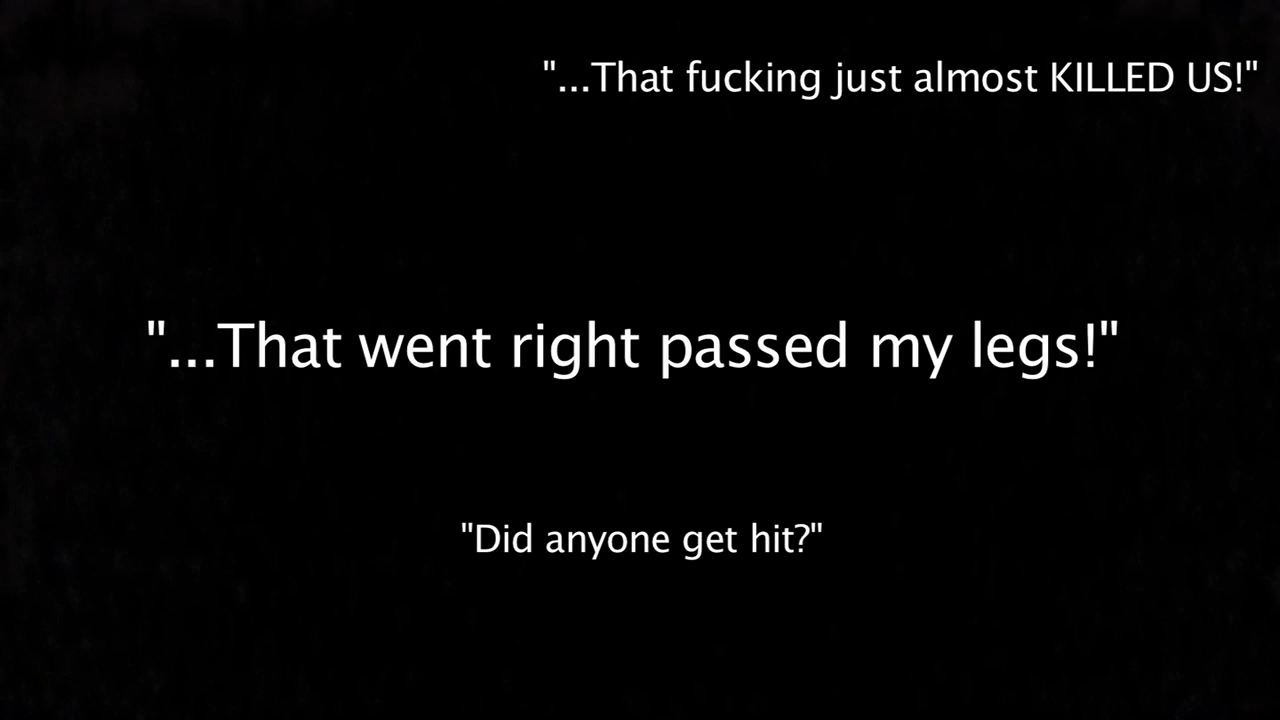 "...That fucking just almost KILLED US!"
"...That went right passed my legs!"
"Did anyone get hit?"